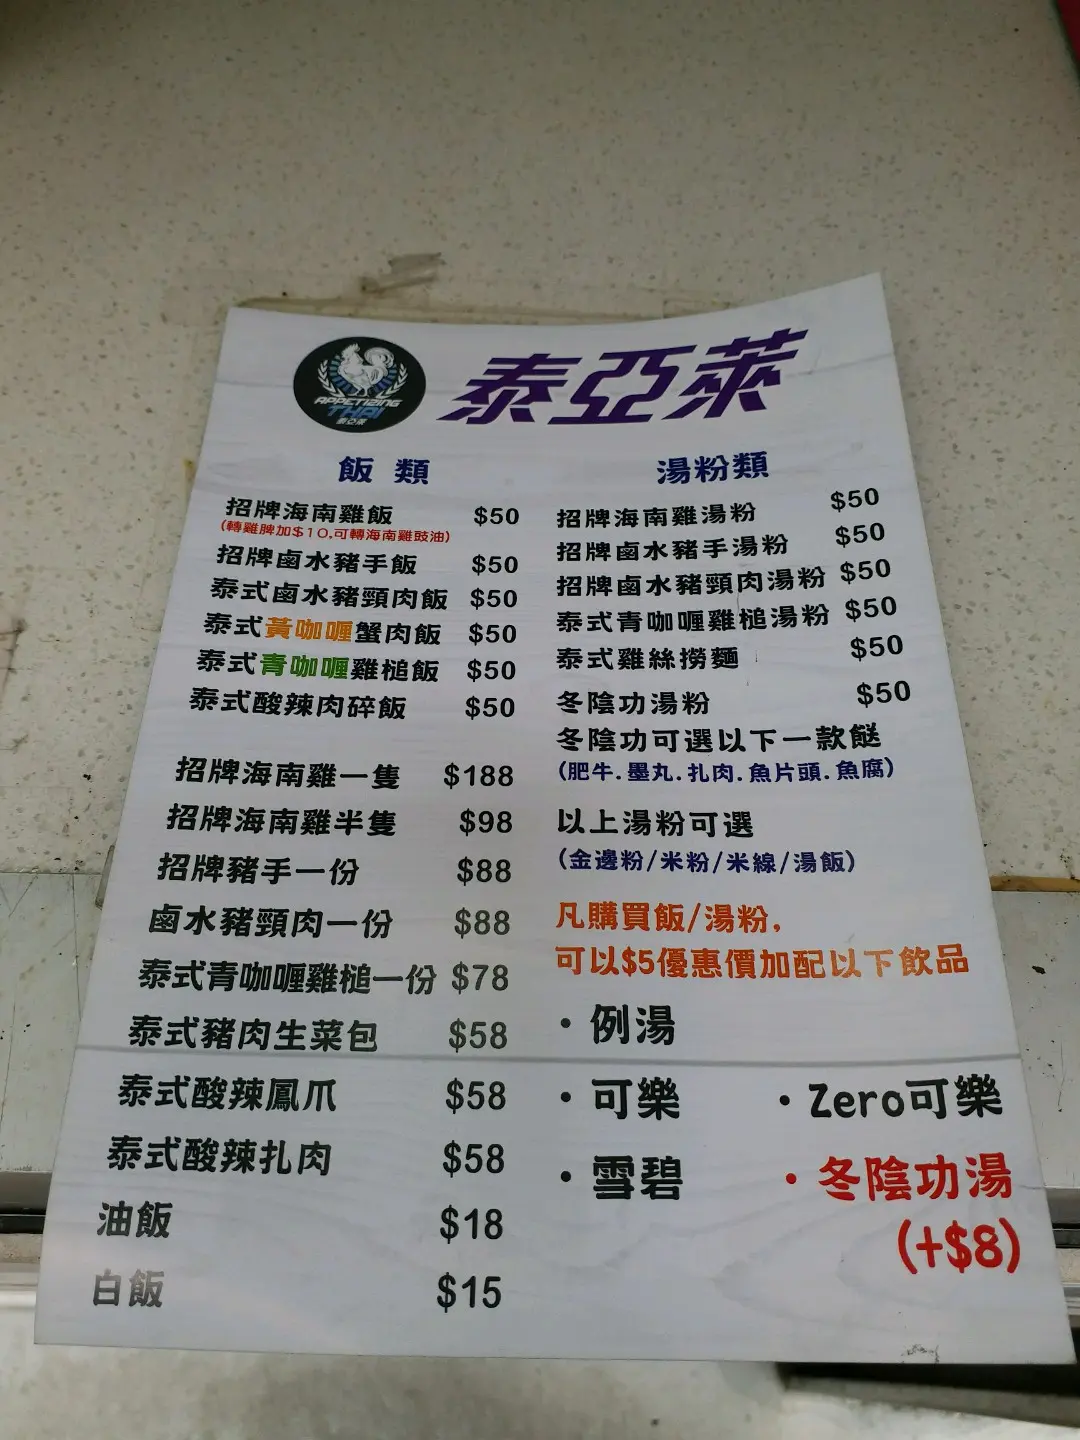 APPETIZING
THAI
泰亞萊
泰亞萊
飯 類
招牌海南雞飯 $50
(轉雞脾加$10.可轉海南雞豉油)
招牌鹵水豬手飯 $50
泰式鹵水豬頸肉飯 $50
泰式黃咖喱蟹肉飯 $50
泰式青咖喱雞槌飯 $50
泰式酸辣肉碎飯 $50
招牌海南雞一隻 $188
招牌海南雞半隻 $98
招牌豬手一份 $88
鹵水豬頸肉一份 $88
泰式青咖喱雞槌一份 $78
泰式豬肉生菜包 $58
泰式酸辣鳳爪 $58
泰式酸辣扎肉 $58
油飯 $18
白飯 $15
湯粉類
招牌海南雞湯粉 $50
招牌鹵水豬手湯粉 $50
招牌鹵水豬頸肉湯粉 $50
泰式青咖喱雞槌湯粉 $50
泰式雞絲撈麵 $50
冬陰功湯粉 $50
冬陰功可選以下一款餸
(肥牛.墨丸.扎肉.魚片頭.魚腐)
以上湯粉可選
(金邊粉/米粉/米線/湯飯)
凡購買飯/湯粉,
可以$5優惠價加配以下飲品
·例湯
·可樂 ·Zero可樂
·雪碧 ·冬陰功湯
(+$8)